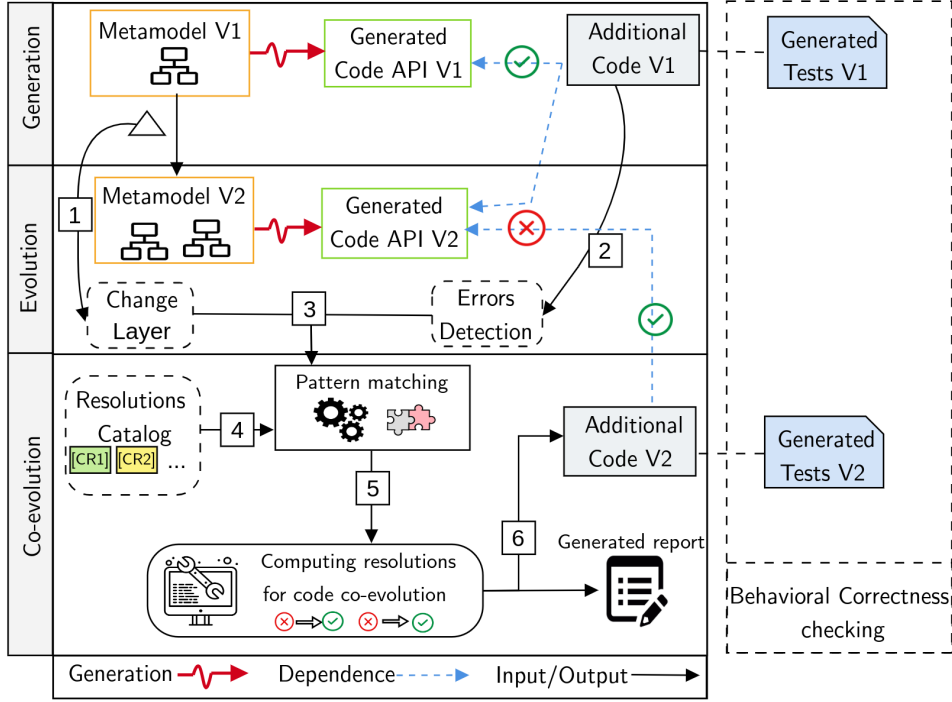 Generation
Metamodel V1
Generated
Code API V1
Additional
Code V1
Generated
Tests V1
Evolution
1
Metamodel V2
Generated
Code API V2
2
Change
Layer
3
Errors
Detection
Co-evolution
Resolutions
Catalog
[CR1] [CR2] ...
4
Pattern matching
5
Additional
Code V2
Generated
Tests V2
6
Computing resolutions
for code co-evolution
Generated report
Behavioral Correctness
checking
Generation
Dependence
Input/Output